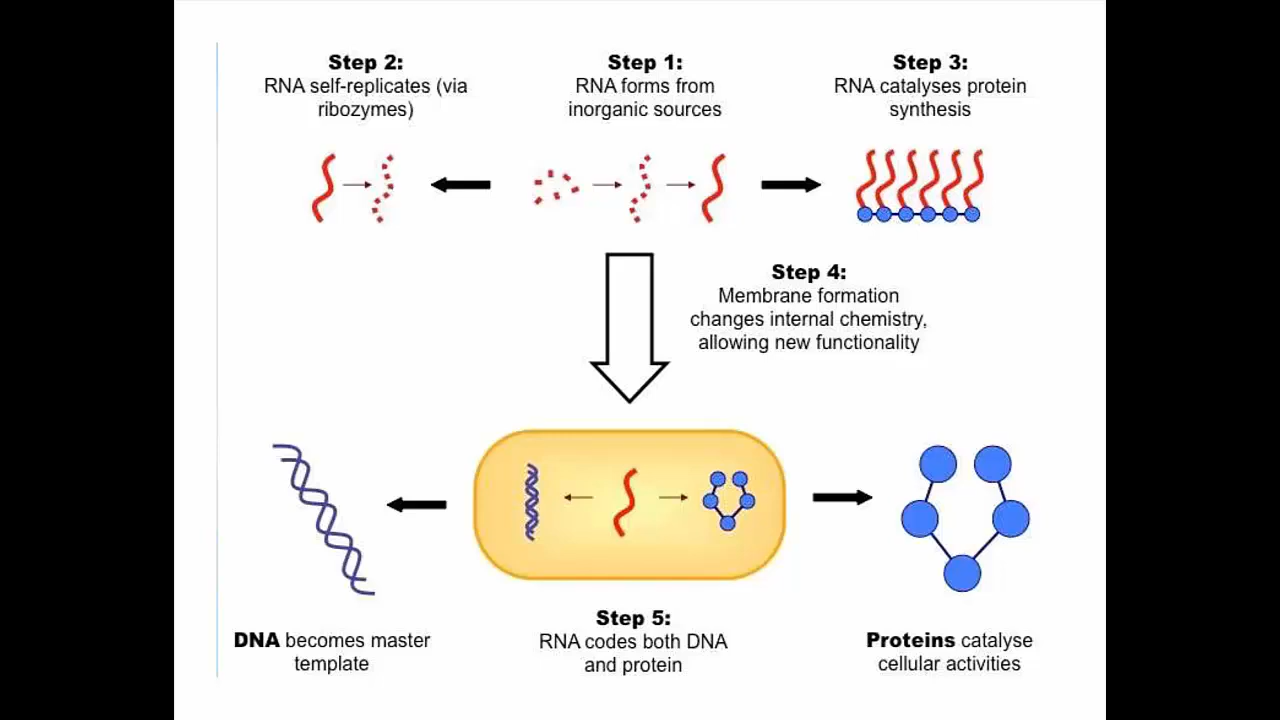 Step 2:
RNA self-replicates (via
ribozymes)
Step 1:
RNA forms from
inorganic sources
Step 3:
RNA catalyses protein
synthesis
Step 4:
Membrane formation
changes internal chemistry,
allowing new functionality
DNA becomes master
template
Step 5:
RNA codes both DNA
and protein
Proteins catalyse
cellular activities